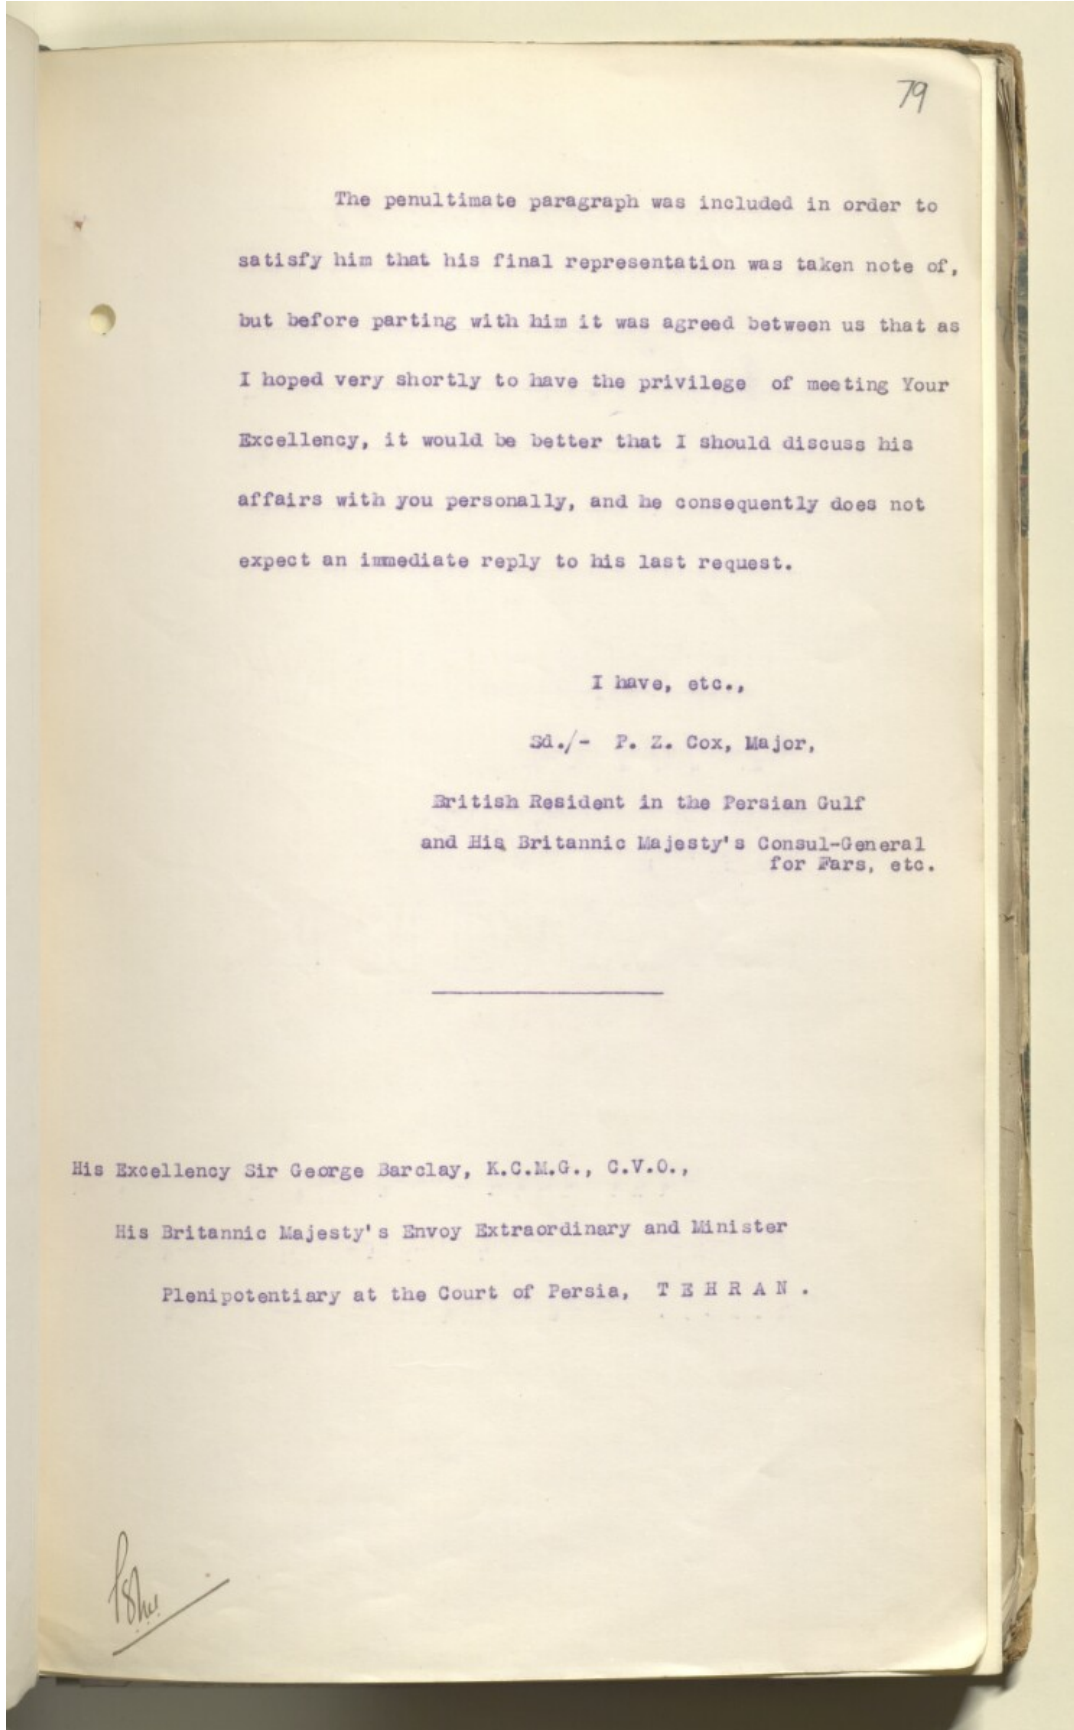 79
The penultimate paragraph was included in order to
satisfy him that his final representation was taken note of,
but before parting with him it was agreed between us that as
I hoped very shortly to have the privilege of meeting Your
Excellency, it would be better that I should discuss his
affairs with you personally, and he consequently does not
expect an immediate reply to his last request.
I have, etc.,
Sd./- P. Z. Cox, Major,
British Resident in the Persian Gulf
and His Britannic Majesty's Consul-General
for Fars, etc.
His Excellency Sir George Barclay, K.C.M.G., C.V.O.,
His Britannic Majesty's Envoy Extraordinary and Minister
Plenipotentiary at the Court of Persia, T E H R A N .